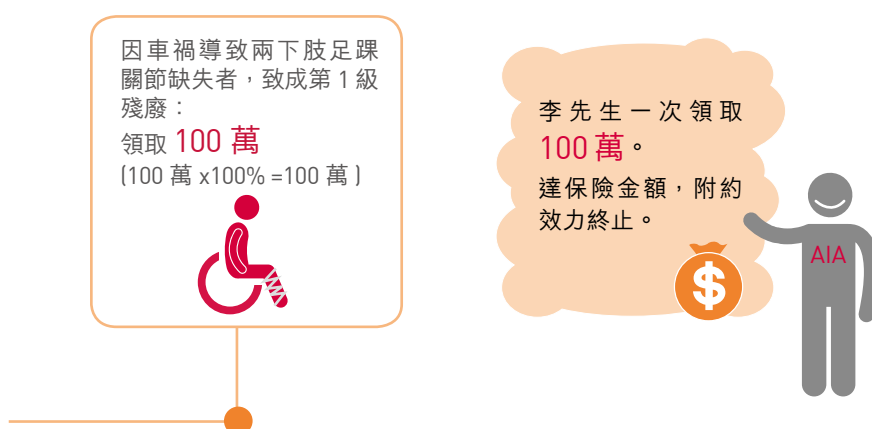 因車禍導致兩下肢足踝
關節缺失者，致成第 1 級
殘廢：
領取 100 萬
(100 萬 x100% =100 萬 )
李先生一次領取
100 萬。
達保險金額，附約
效力終止。
$
AIA